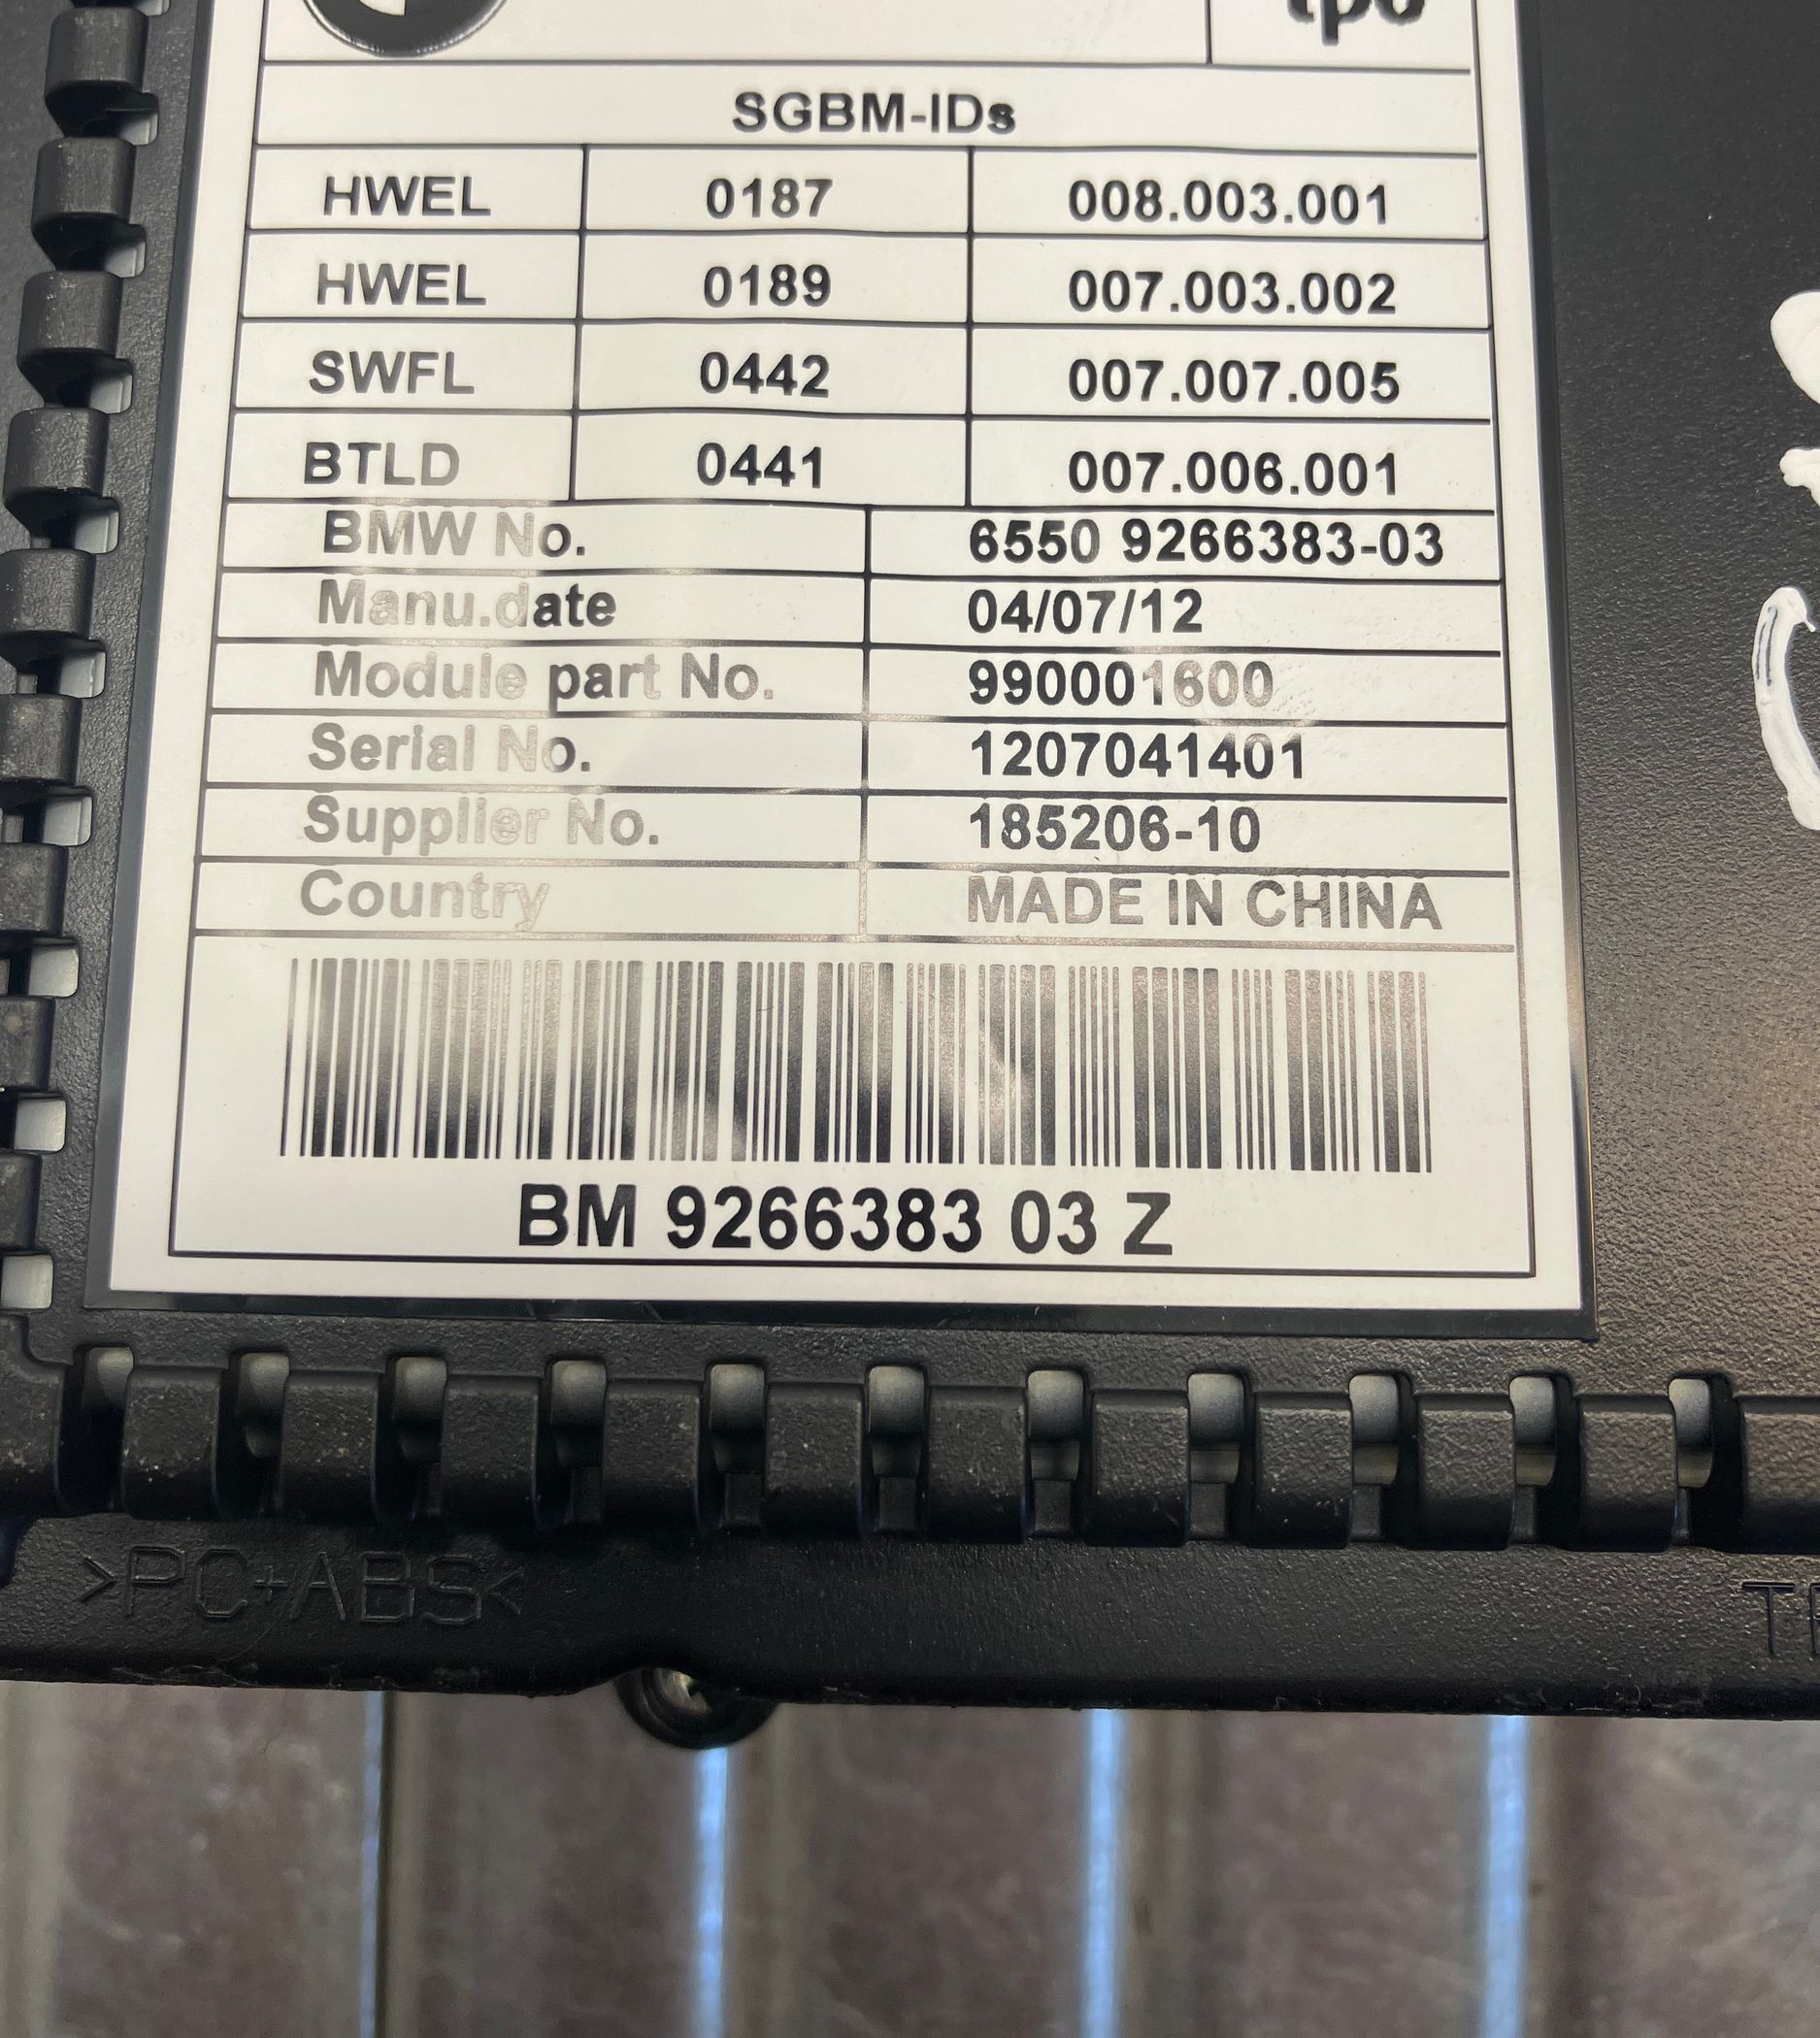 SGBM-IDs
HWEL 0187 008.003.001
HWEL 0189 007.003.002
SWFL 0442 007.007.005
BTLD 0441 007.006.001
BMW No. 6550 9266383-03
Manu.date 04/07/12
Module part No. 990001600
Serial No. 1207041401
Supplier No. 185206-10
Country MADE IN CHINA
BM 9266383 03 Z
>PC+ABS<